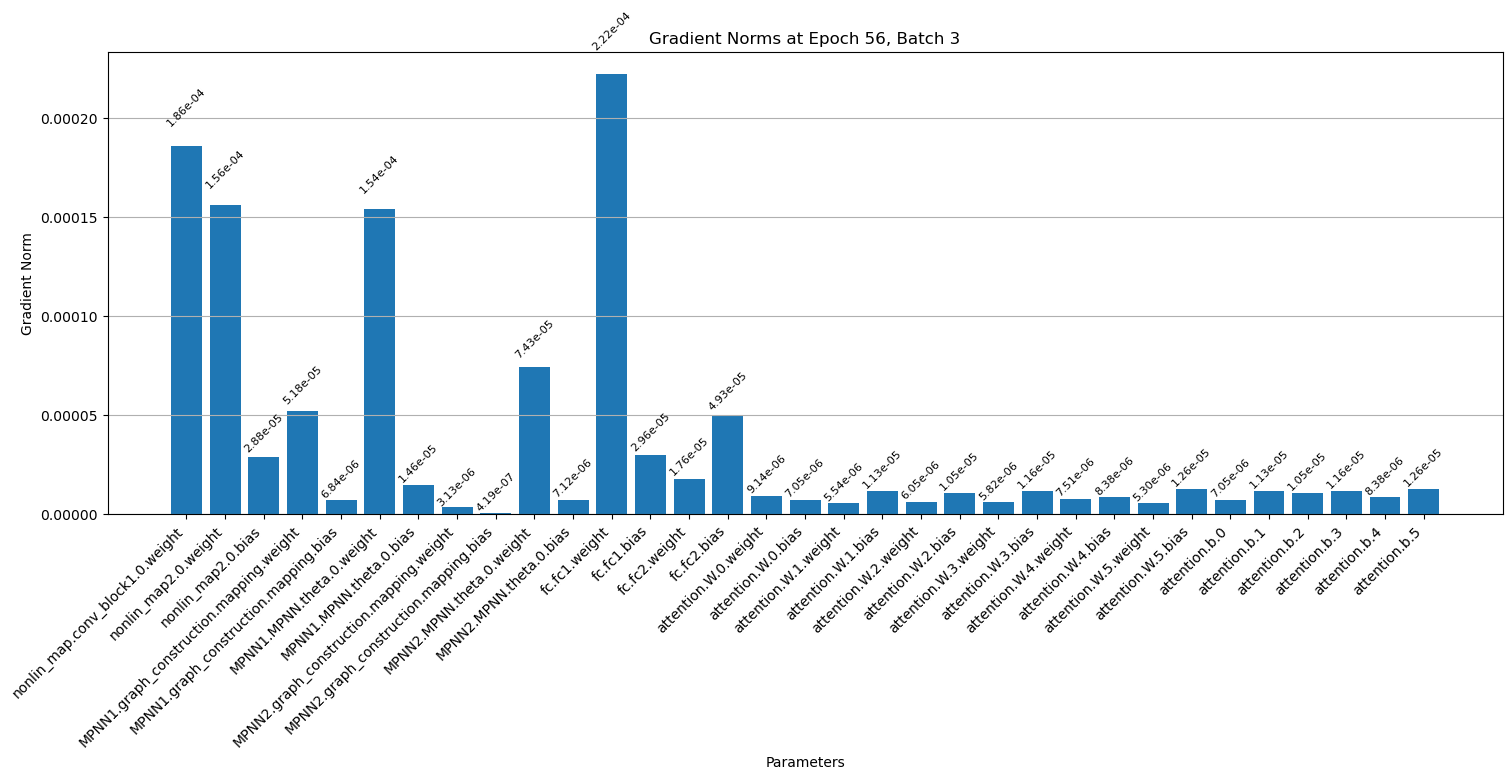 Gradient Norms at Epoch 56, Batch 3
Gradient Norm
0.00020
0.00015
0.00010
0.00005
0.00000
1.86e-04
1.56e-04
2.88e-05
5.18e-05
6.84e-06
1.54e-04
1.46e-05
3.13e-06
4.19e-07
7.43e-05
7.12e-06
2.22e-04
2.96e-05
1.76e-05
4.93e-05
9.14e-06
7.05e-06
5.54e-06
1.13e-05
6.05e-06
1.05e-05
5.82e-06
1.16e-05
7.51e-06
8.38e-06
5.30e-06
1.26e-05
7.05e-06
1.13e-05
1.05e-05
1.16e-05
8.38e-06
1.26e-05
nonlin_map.conv_block1.0.weight
nonlin_map2.0.weight
nonlin_map2.0.bias
MPNN1.graph_construction.mapping.weight
MPNN1.graph_construction.mapping.bias
MPNN1.MPNN.theta.0.weight
MPNN1.MPNN.theta.0.bias
MPNN2.graph_construction.mapping.weight
MPNN2.graph_construction.mapping.bias
MPNN2.MPNN.theta.0.weight
MPNN2.MPNN.theta.0.bias
fc.fc1.weight
fc.fc1.bias
fc.fc2.weight
fc.fc2.bias
attention.W.0.weight
attention.W.0.bias
attention.W.1.weight
attention.W.1.bias
attention.W.2.weight
attention.W.2.bias
attention.W.3.weight
attention.W.3.bias
attention.W.4.weight
attention.W.4.bias
attention.W.5.weight
attention.W.5.bias
attention.b.0
attention.b.1
attention.b.2
attention.b.3
attention.b.4
attention.b.5
Parameters